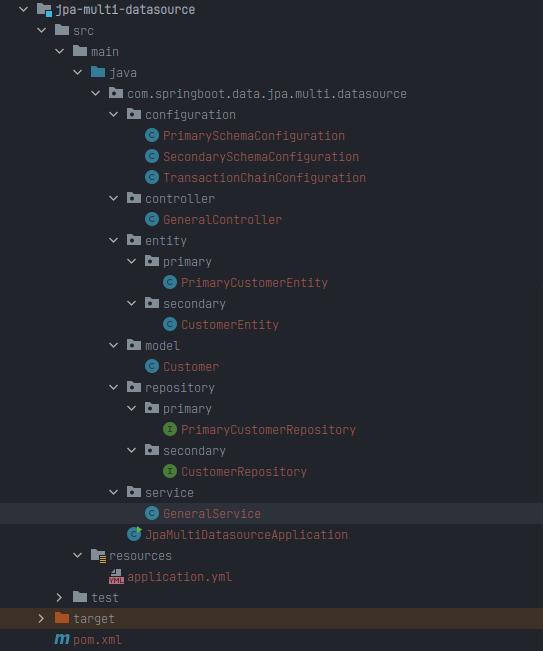 jpa-multi-datasource
src
main
java
com.springboot.data.jpa.multi.datasource
configuration
PrimarySchemaConfiguration
SecondarySchemaConfiguration
TransactionChainConfiguration
controller
GeneralController
entity
primary
PrimaryCustomerEntity
secondary
CustomerEntity
model
Customer
repository
primary
PrimaryCustomerRepository
secondary
CustomerRepository
service
GeneralService
JpaMultiDatasourceApplication
resources
application.yml
test
target
pom.xml